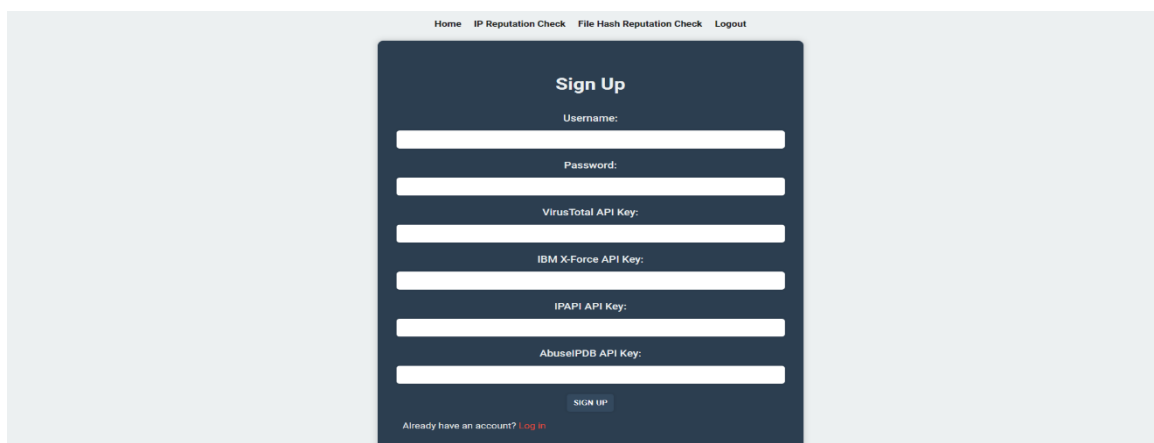 Home IP Reputation Check File Hash Reputation Check Logout
Sign Up
Username:
Password:
VirusTotal API Key:
IBM X-Force API Key:
IPAPI API Key:
AbuseIPDB API Key:
SIGN UP
Already have an account? Log in